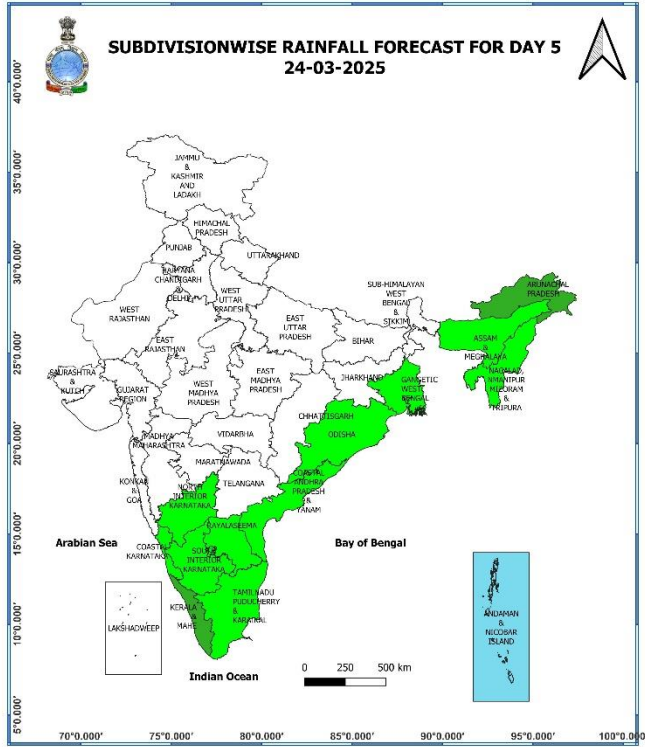 SUBDIVISIONWISE RAINFALL FORECAST FOR DAY 5
24-03-2025
40°0.000'
35°0.000'
30°0.000'
25°0.000'
20°0.000'
15°0.000'
10°0.000'
5°0.000'
JAMMU
&
KASHMIR
AND
LADAKH
HIMACHAL
PRADESH
PUNJAB
UTTARAKHAND
CHANDIGARH
&
DELHI
WEST
UTTAR
PRADESH
WEST
RAJASTHAN
EAST
RAJASTHAN
EAST
UTTAR
PRADESH
SUB-HIMALAYAN
WEST
BENGAL
&
SIKKIM
ARUNACHAL
PRADESH
ASSAM
&
MEGHALAYA
NAGALAD,
NMANIPUR
MIZORAM
&
TRIPURA
BIHAR
JHARKHAND
GANGETIC
WEST
BENGAL
SAURASHTRA
&
KUTCH
GUJARAT
REGION
WEST
MADHYA
PRADESH
EAST
MADHYA
PRADESH
CHHATTISGARH
ODISHA
MADHYA
MAHARASHTRA
VIDARBHA
MARATHWADA
TELANGANA
COASTAL
ANDHRA
PRADESH
&
YANAM
KONKAN
&
GOA
NORTH
INTERIOR
KARNATAKA
RAYALASEEMA
COASTAL
KARNATAKA
SOUTH
INTERIOR
KARNATAKA
TAMILNADU
PUDUCHERRY
&
KARAIKAL
KERALA
&
MAHE
LAKSHADWEEP
ANDAMAN
&
NICOBAR
ISLAND
Arabian Sea
Bay of Bengal
Indian Ocean
0 250 500 km
70°0.000' 75°0.000' 80°0.000' 85°0.000' 90°0.000' 95°0.000' 100°0.000